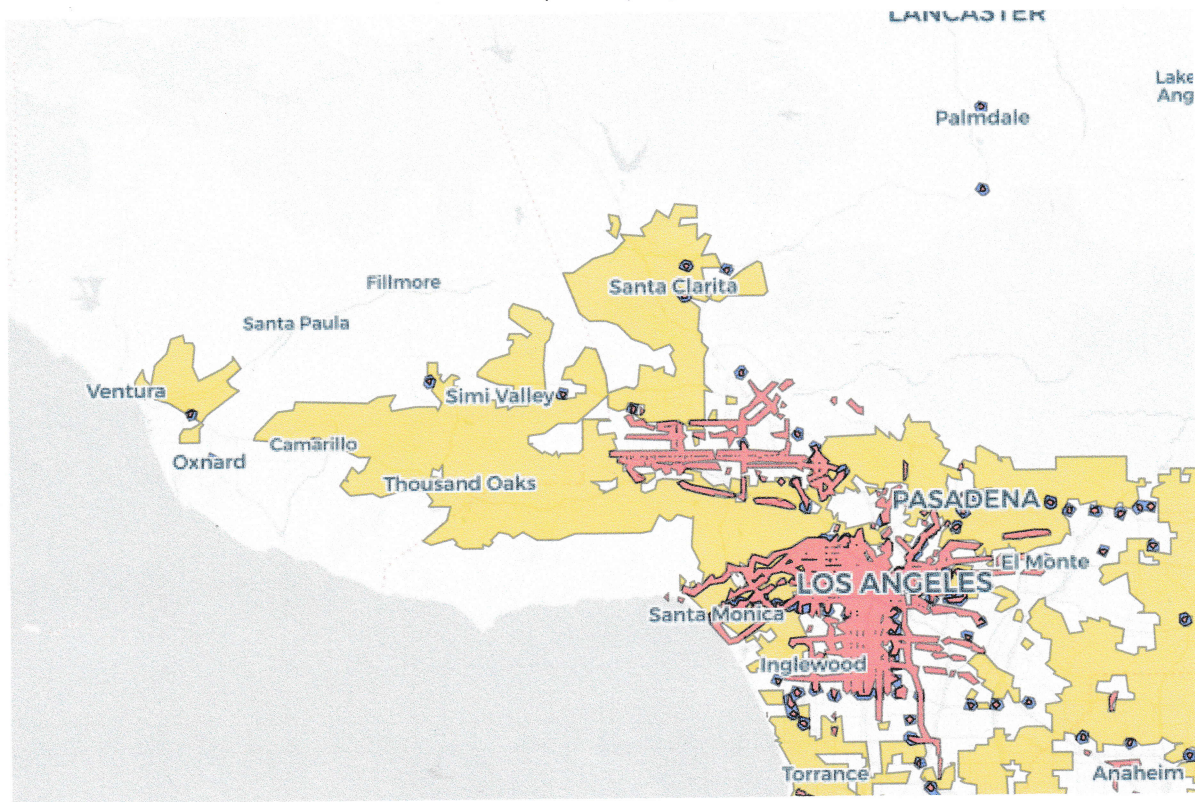 LANCASTER
Lake
Ang
Palmdale
Fillmore
Santa Clarita
Santa Paula
Ventura
Simi Valley
Camarillo
Oxnard
Thousand Oaks
PASADENA
El Monte
LOS ANGELES
Santa Monica
Inglewood
Torrance
Anaheim